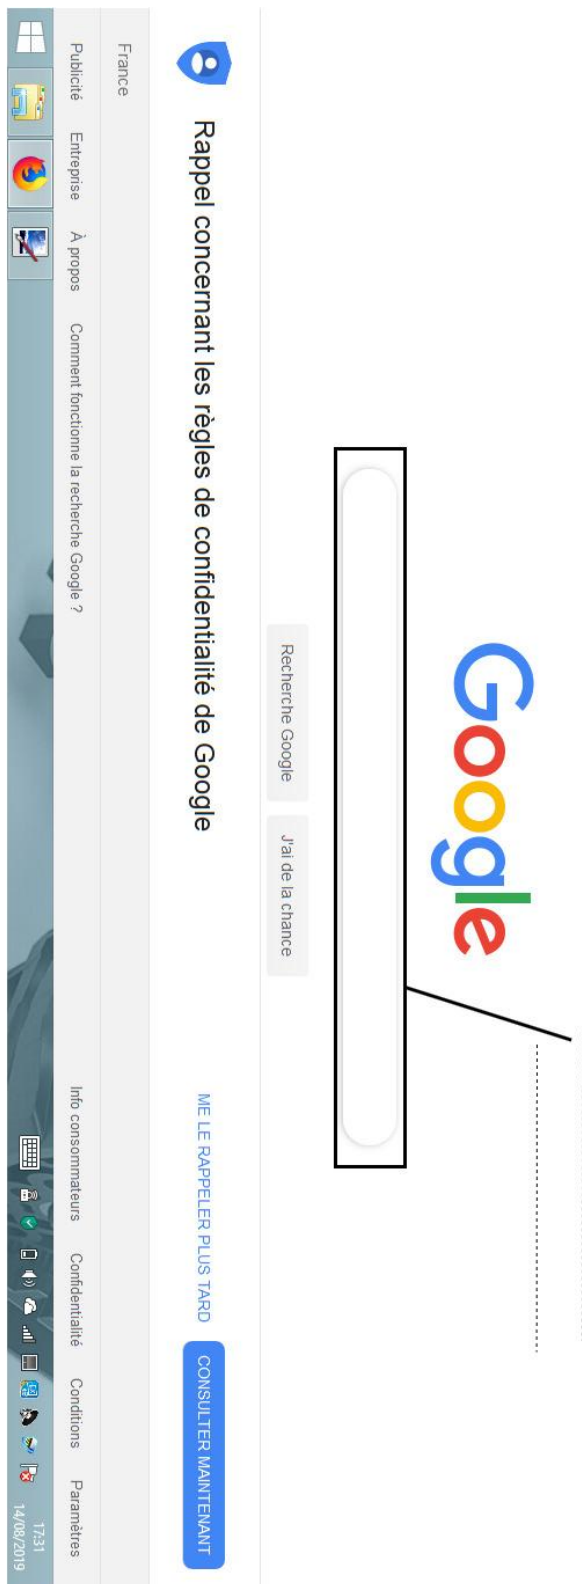 Google
Recherche Google
J'ai de la chance
Rappel concernant les règles de confidentialité de Google
ME LE RAPPELER PLUS TARD
CONSULTER MAINTENANT
France
Publicité Entreprise À propos Comment fonctionne la recherche Google ? Info consommateurs Confidentialité Conditions Paramètres
17:31
14/08/2019